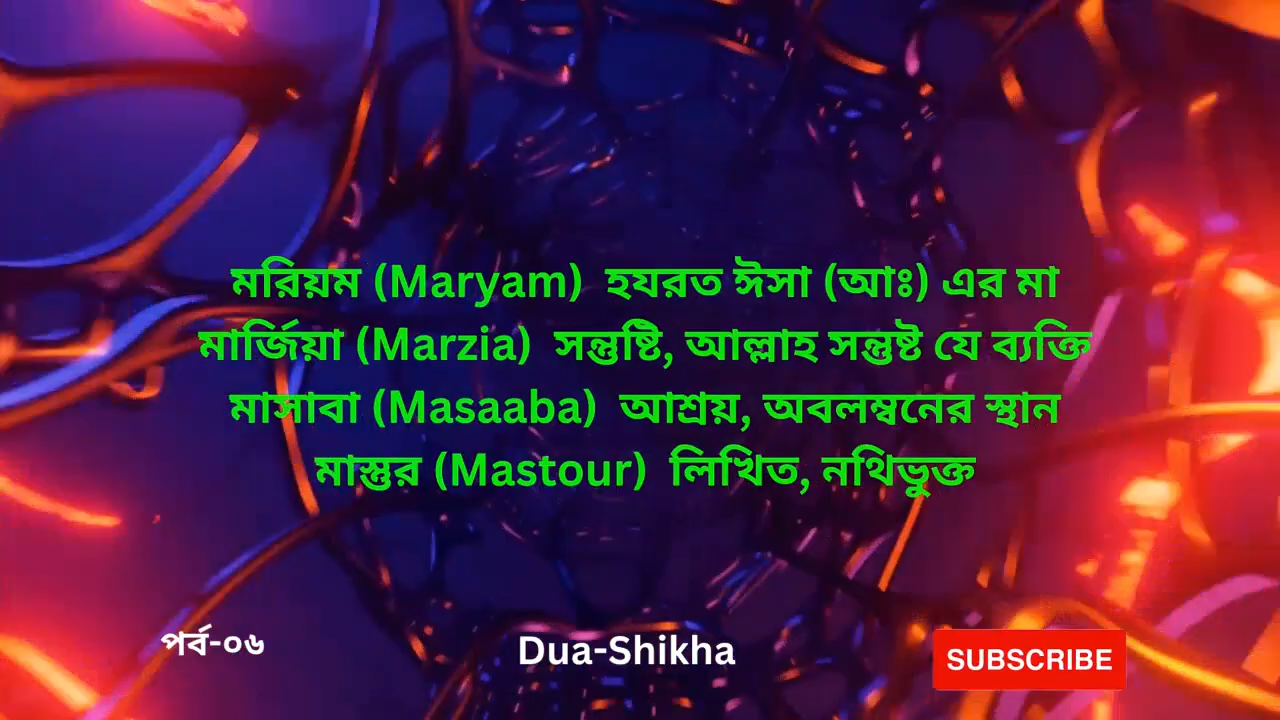 মরিয়ম (Maryam) হযরত ঈসা (আঃ) এর মা
মার্জিয়া (Marzia) সন্তুষ্টি, আল্লাহ সন্তুষ্ট যে ব্যক্তি
মাসাবা (Masaaba) আশ্রয়, অবলম্বনের স্থান
মাস্তুর (Mastour) লিখিত, নথিভুক্ত
পর্ব-০৬
Dua-Shikha
SUBSCRIBE